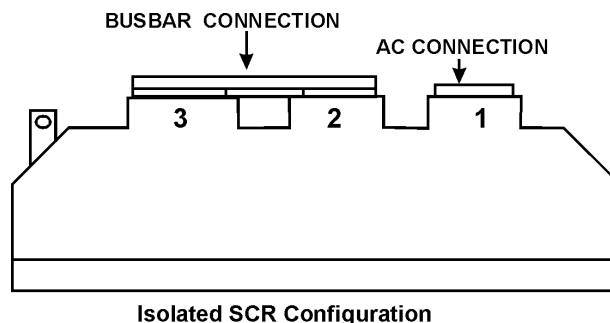 BUSBAR CONNECTION
AC CONNECTION
3 2 1
Isolated SCR Configuration